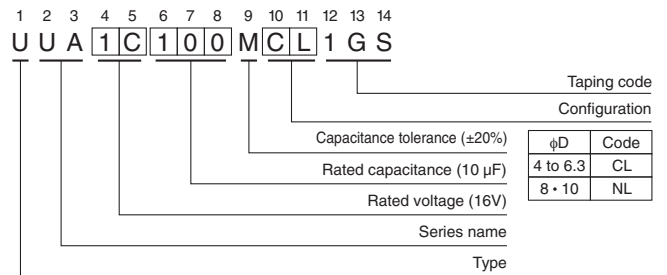 1 2 3 4 5 6 7 8 9 10 11 12 13 14
U U A 1 C 1 0 0 M C L 1 G S
Taping code
Configuration
Capacitance tolerance (±20%)
Rated capacitance (10 µF)
Rated voltage (16V)
Series name
Type
ϕD Code
4 to 6.3 CL
8 • 10 NL